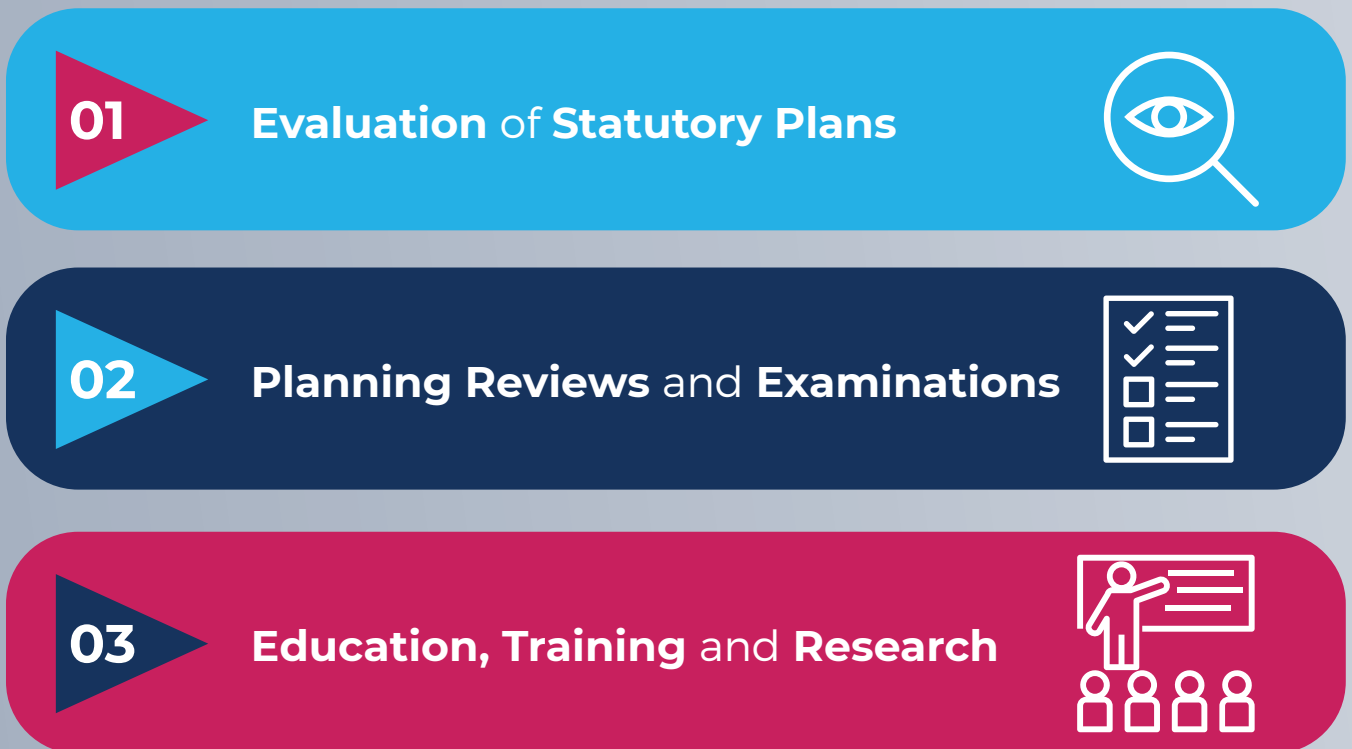 01
Evaluation of Statutory Plans
02
Planning Reviews and Examinations
03
Education, Training and Research